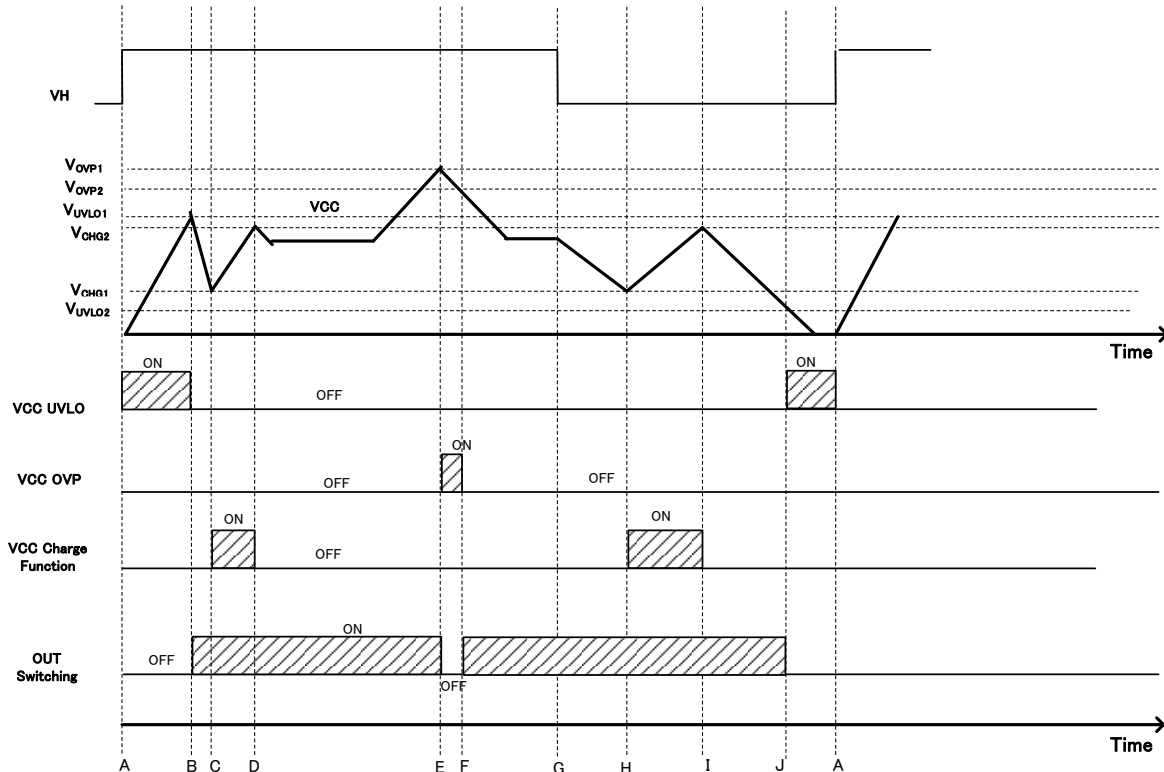 VH
VOVP1
VOVP2
VUVLO1
VCC
VCHG2
VCHG1
VUVLO2
Time
ON
ON
VCC UVLO
OFF
ON
VCC OVP
OFF
OFF
ON
ON
VCC Charge
Function
OFF
ON
OUT
Switching
OFF
OFF
Time
A B C D E F G H I J A